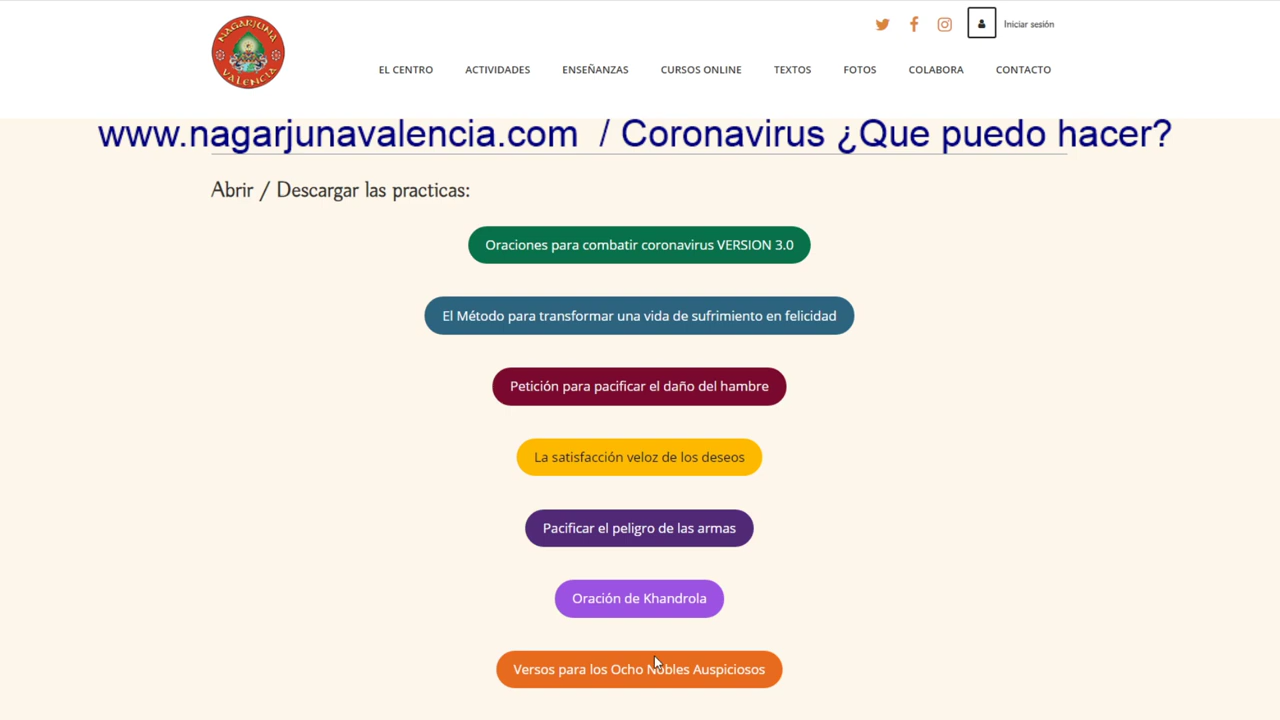 NAGARJUNA
VALENCIA
Iniciar sesión
EL CENTRO ACTIVIDADES ENSEÑANZAS CURSOS ONLINE TEXTOS FOTOS COLABORA CONTACTO
www.nagarjunavalencia.com / Coronavirus ¿Que puedo hacer?
Abrir / Descargar las practicas:
Oraciones para combatir coronavirus VERSION 3.0
El Método para transformar una vida de sufrimiento en felicidad
Petición para pacificar el daño del hambre
La satisfacción veloz de los deseos
Pacificar el peligro de las armas
Oración de Khandrola
Versos para los Ocho Nobles Auspiciosos